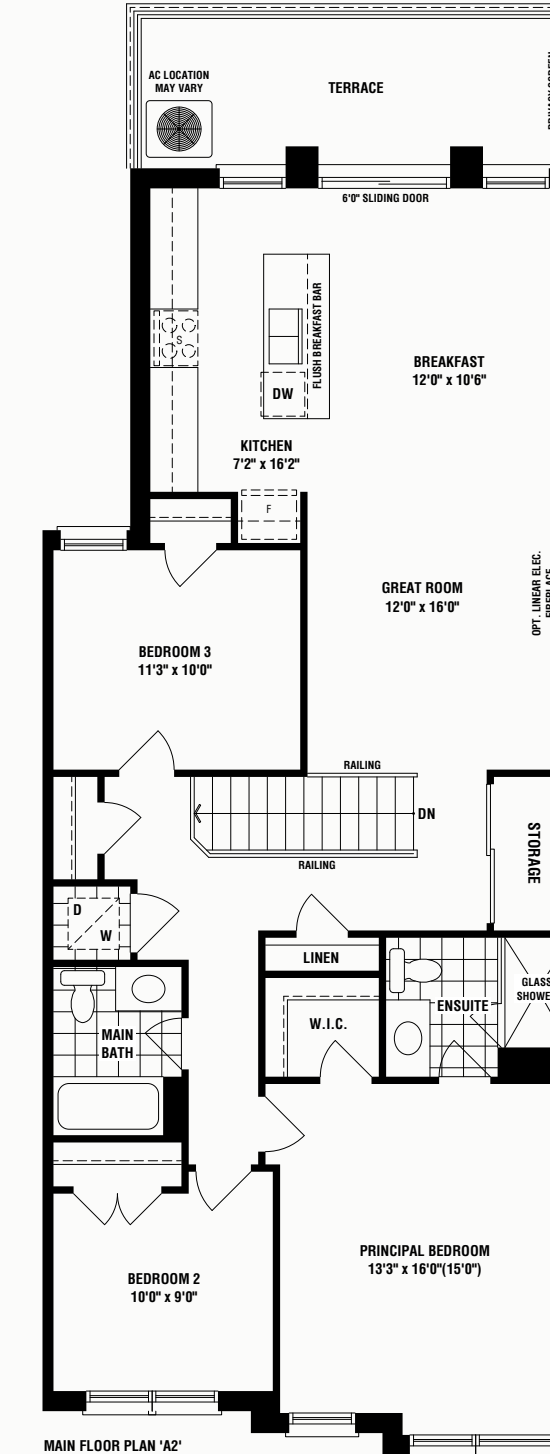 AC LOCATION
MAY VARY
TERRACE
6'0" SLIDING DOOR
FLUSH BREAKFAST BAR
S
DW
BREAKFAST
12'0" x 10'6"
KITCHEN
7'2" x 16'2"
F
GREAT ROOM
12'0" x 16'0"
OPT. LINEAR ELEC.
FIREPLACE
BEDROOM 3
11'3" x 10'0"
RAILING
DN
RAILING
STORAGE
D
W
LINEN
GLASS
W.I.C.
ENSUITE
MAIN
BATH
PRINCIPAL BEDROOM
13'3" x 16'0"(15'0")
BEDROOM 2
10'0" x 9'0"
MAIN FLOOR PLAN 'A2'